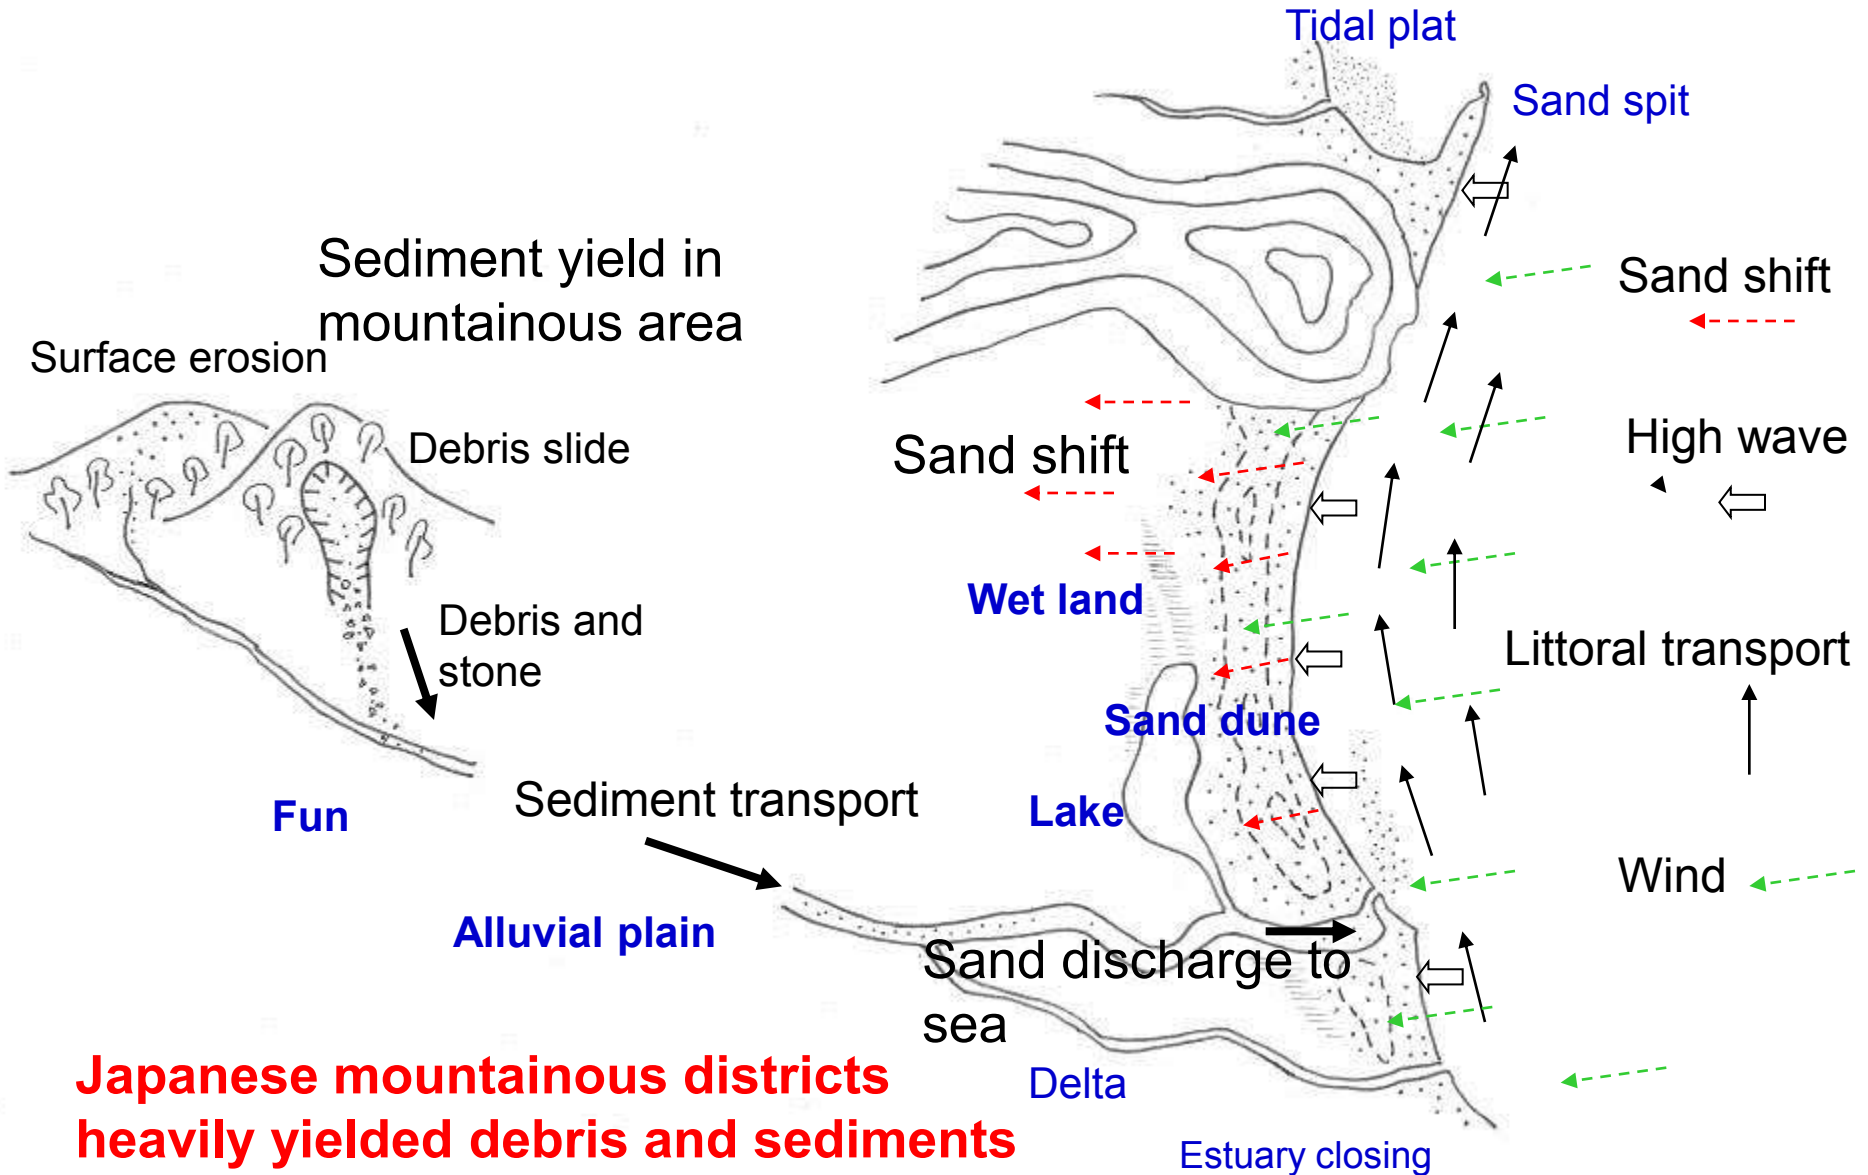 Tidal plat
Sand spit
Sediment yield in
mountainous area
Sand shift
Surface erosion
Debris slide
Sand shift
High wave
Wet land
Debris and
stone
Littoral transport
Sand dune
Fun
Sediment transport
Lake
Wind
Alluvial plain
Sand discharge to
sea
Japanese mountainous districts
heavily yielded debris and sediments
Delta
Estuary closing